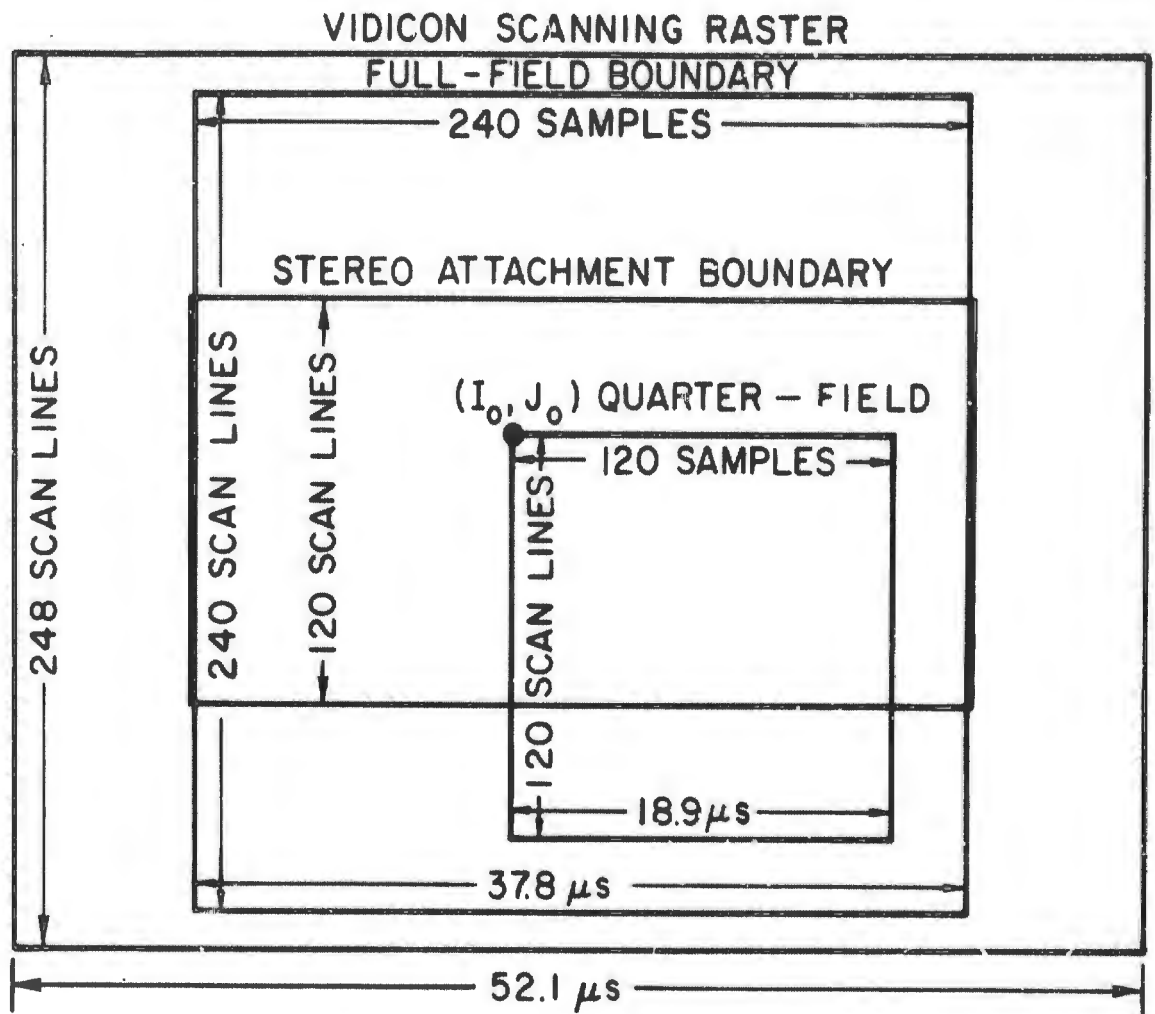 VIDICON SCANNING RASTER
FULL-FIELD BOUNDARY
240 SAMPLES
STEREO ATTACHMENT BOUNDARY
248 SCAN LINES
240 SCAN LINES
120 SCAN LINES
(I₀, J₀) QUARTER – FIELD
120 SAMPLES
120 SCAN LINES
18.9 μs
37.8 μs
52.1 μs